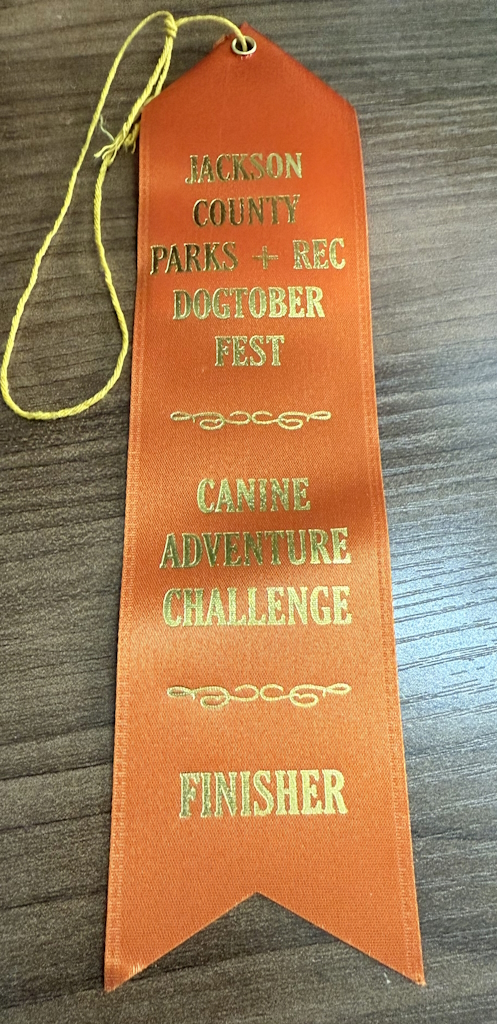 JACKSON
COUNTY
PARKS + REC
DOGTOBER
FEST
CANINE
ADVENTURE
CHALLENGE
FINISHER